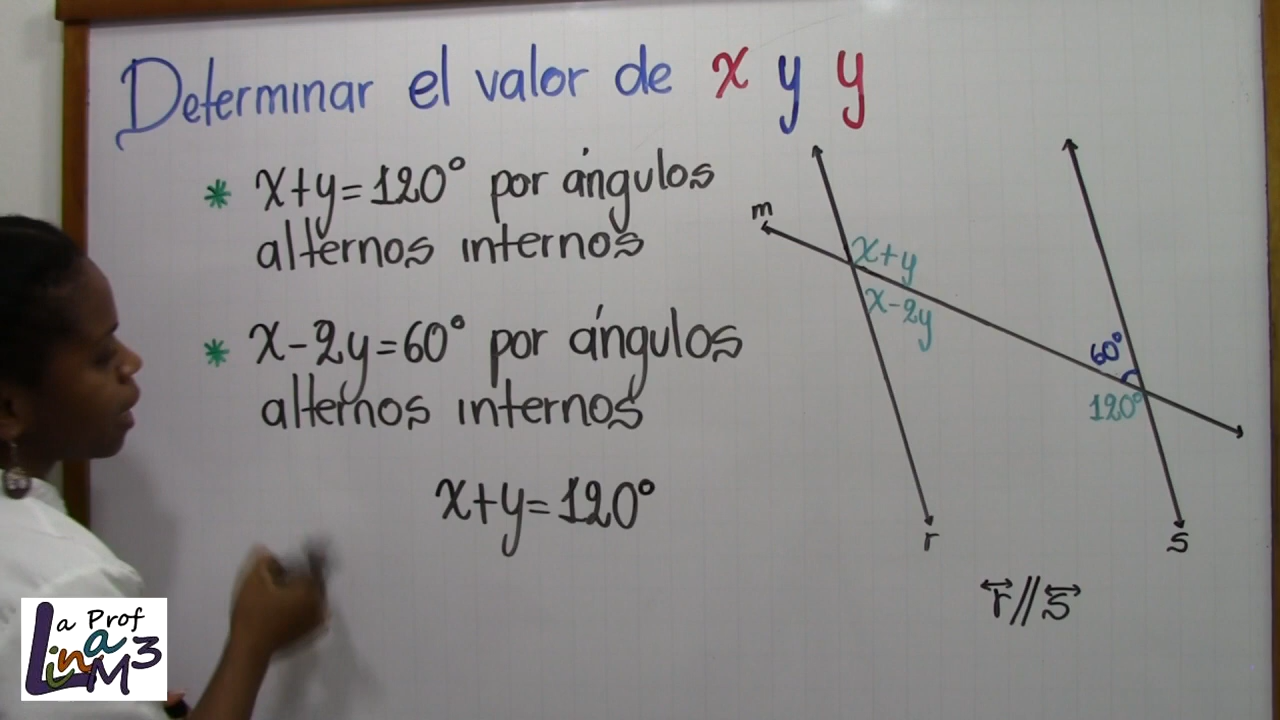 Determinar el valor de x y y
* x+y=120° por ángulos
alternos internos
* x-2y=60° por ángulos
alternos internos
x+y=120°
m
x+y
x-2y
60°
120°
r
s
r//s
La Prof
Lina M3